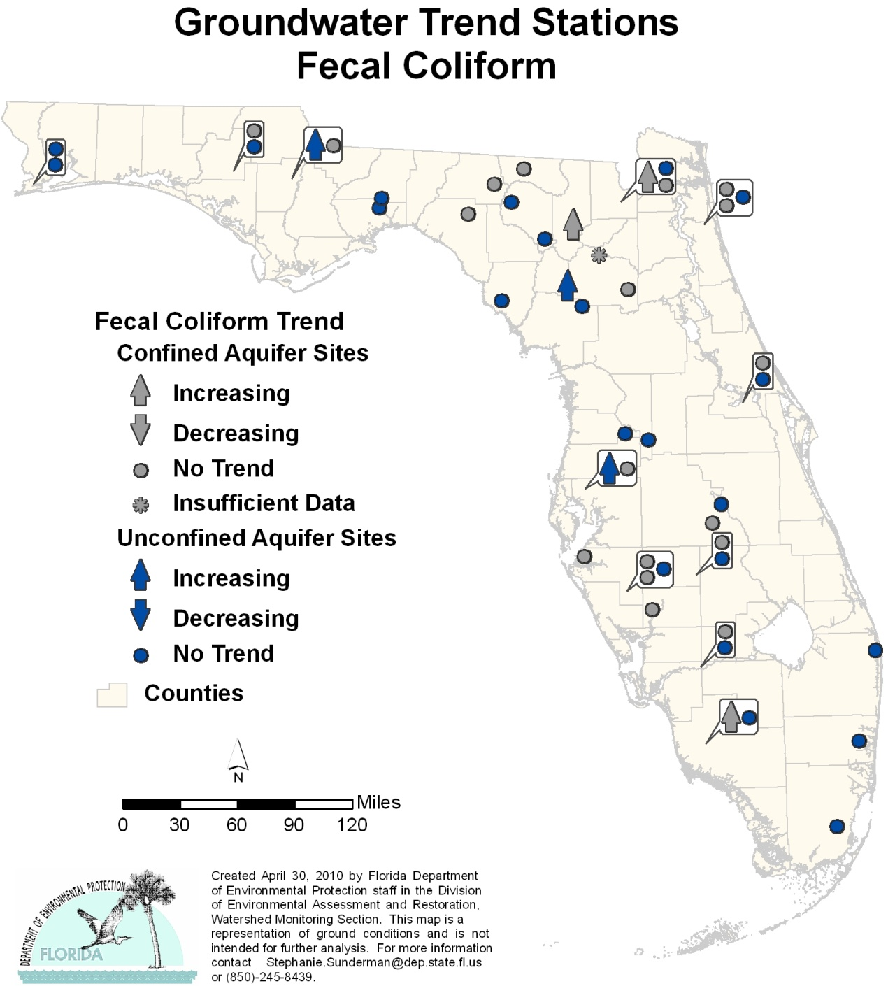 Groundwater Trend Stations
Fecal Coliform
Fecal Coliform Trend
Confined Aquifer Sites
Increasing
Decreasing
No Trend
Insufficient Data
Unconfined Aquifer Sites
Increasing
Decreasing
No Trend
Counties
N
Miles
0 30 60 90 120
DEPARTMENT OF ENVIRONMENTAL PROTECTION
FLORIDA
Created April 30, 2010 by Florida Department
of Environmental Protection staff in the Division
of Environmental Assessment and Restoration,
Watershed Monitoring Section. This map is a
representation of ground conditions and is not
intended for further analysis. For more information
contact Stephanie.Sunderman@dep.state.fl.us
or (850)-245-8439.